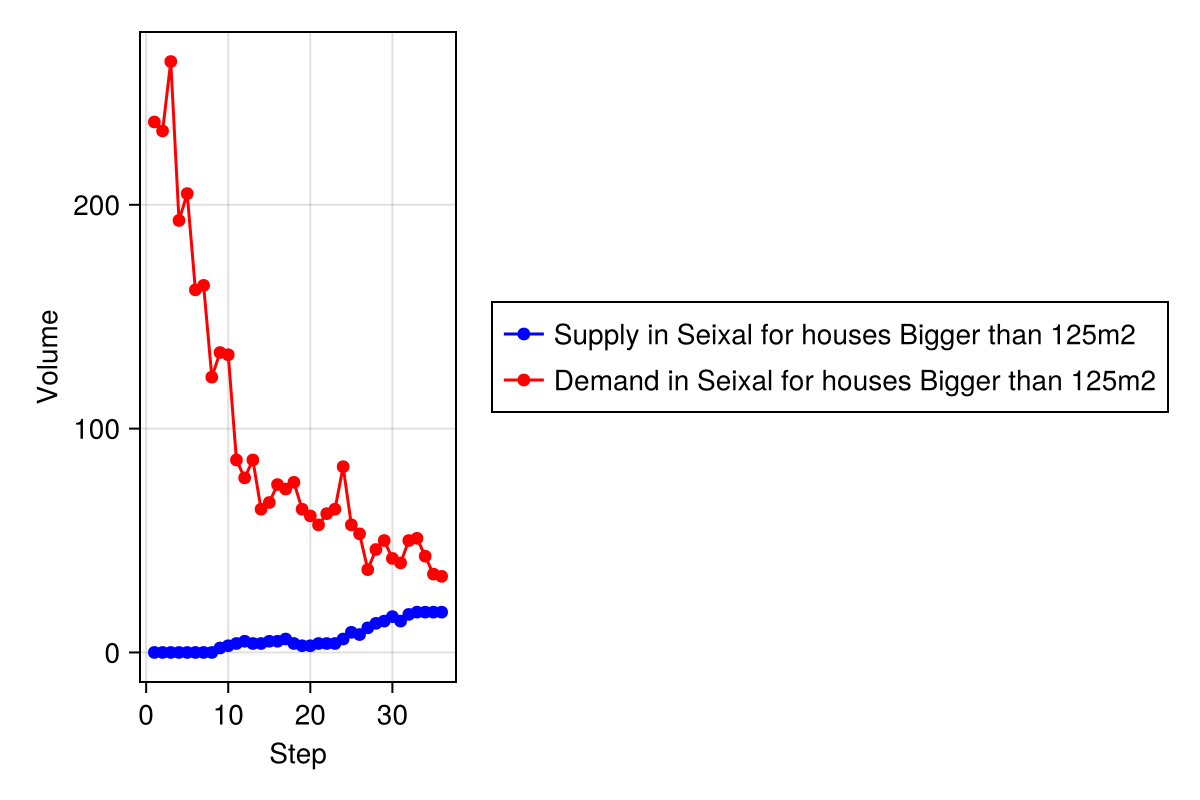 Volume
200
100
0
0 10 20 30
Step
Supply in Seixal for houses Bigger than 125m2
Demand in Seixal for houses Bigger than 125m2